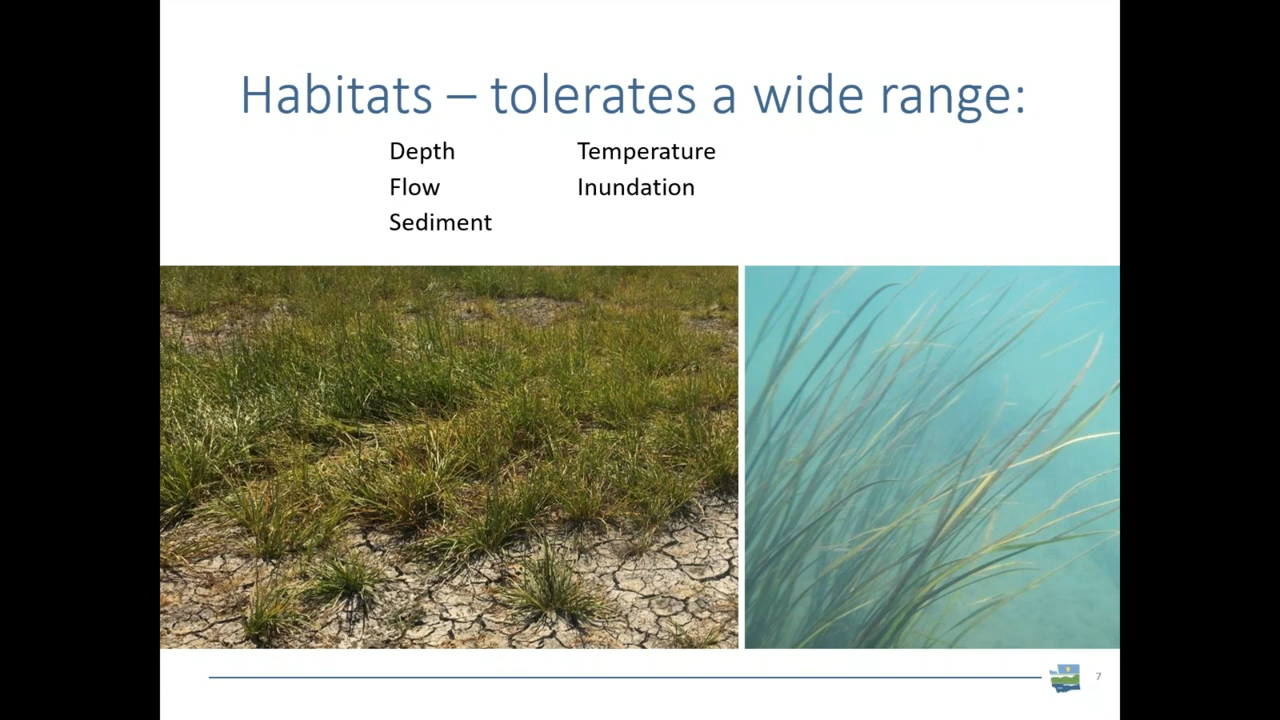 Habitats – tolerates a wide range:
Depth
Flow
Sediment
Temperature
Inundation
7